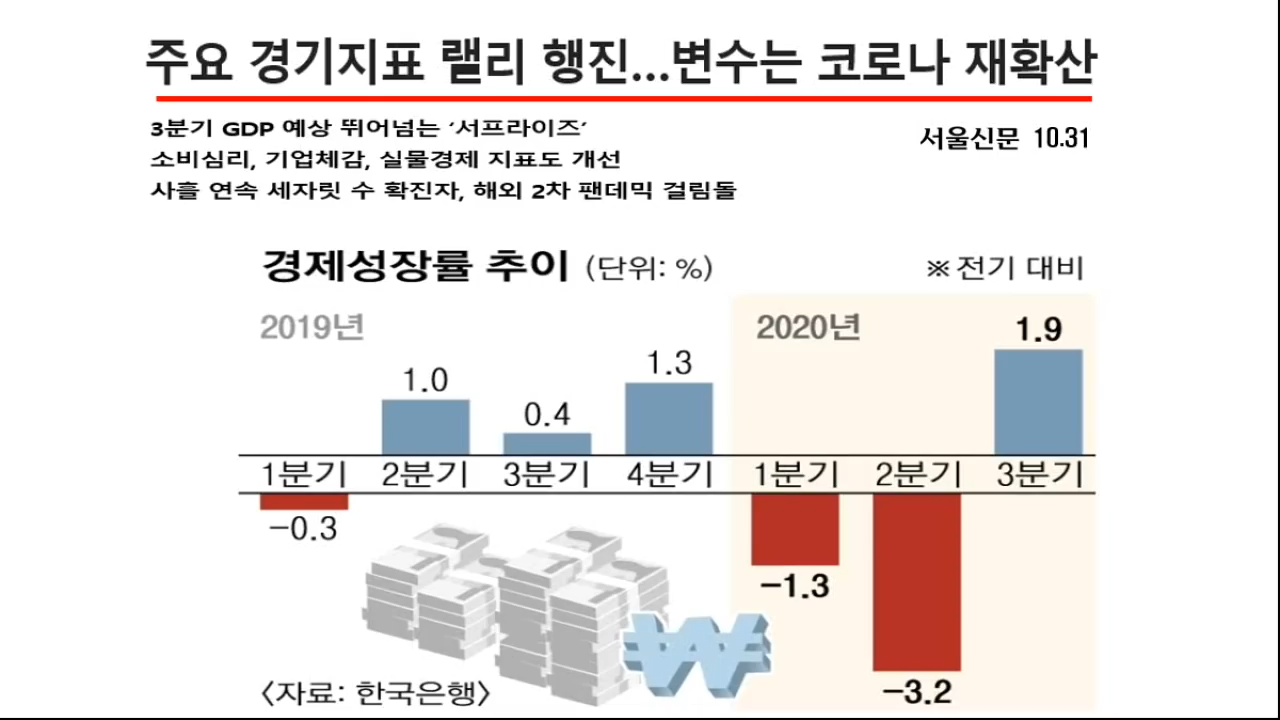 주요 경기지표 랠리 행진...변수는 코로나 재확산
3분기 GDP 예상 뛰어넘는 ‘서프라이즈’
서울신문 10.31
소비심리, 기업체감, 실물경제 지표도 개선
사흘 연속 세자릿 수 확진자, 해외 2차 팬데믹 걸림돌
경제성장률 추이 (단위: %)
※ 전기 대비
2019년
2020년
1.0
0.4
1.3
1.9
1분기 2분기 3분기 4분기 1분기 2분기 3분기
−0.3
−1.3
−3.2
〈자료: 한국은행〉